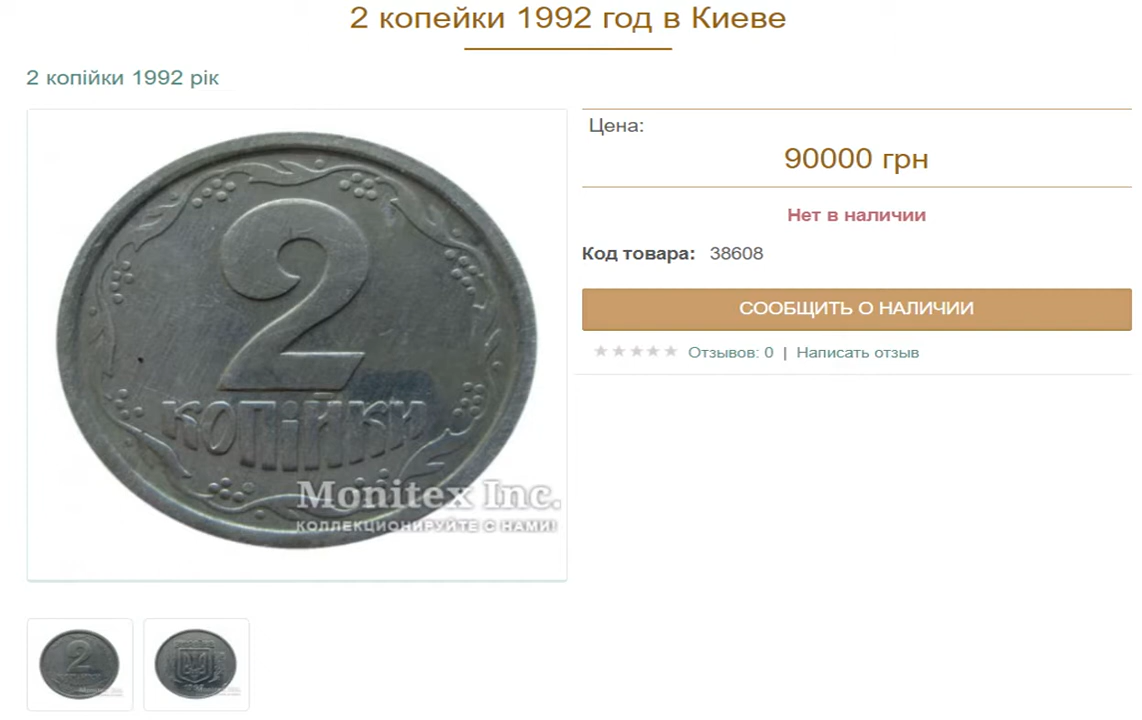 2 копейки 1992 год в Киеве
2 копійки 1992 рік
Цена:
90000 грн
Нет в наличии
Код товара: 38608
СООБЩИТЬ О НАЛИЧИИ
Отзывов: 0 | Написать отзыв
2
КОПІЙКИ
Monitex Inc.
КОЛЛЕКЦИОНИРУЙТЕ С НАМИ!
2